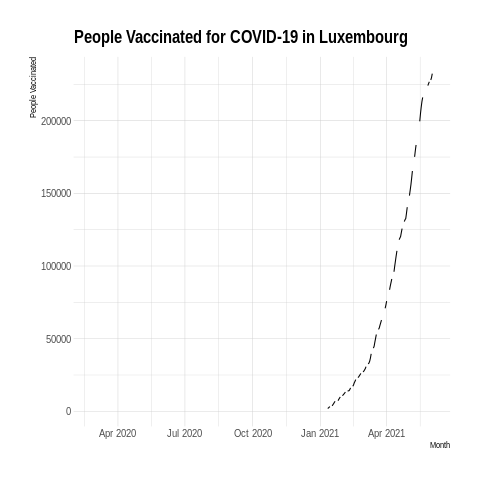 People Vaccinated for COVID-19 in Luxembourg
People Vaccinated
200000
150000
100000
50000
0
Apr 2020 Jul 2020 Oct 2020 Jan 2021 Apr 2021
Month